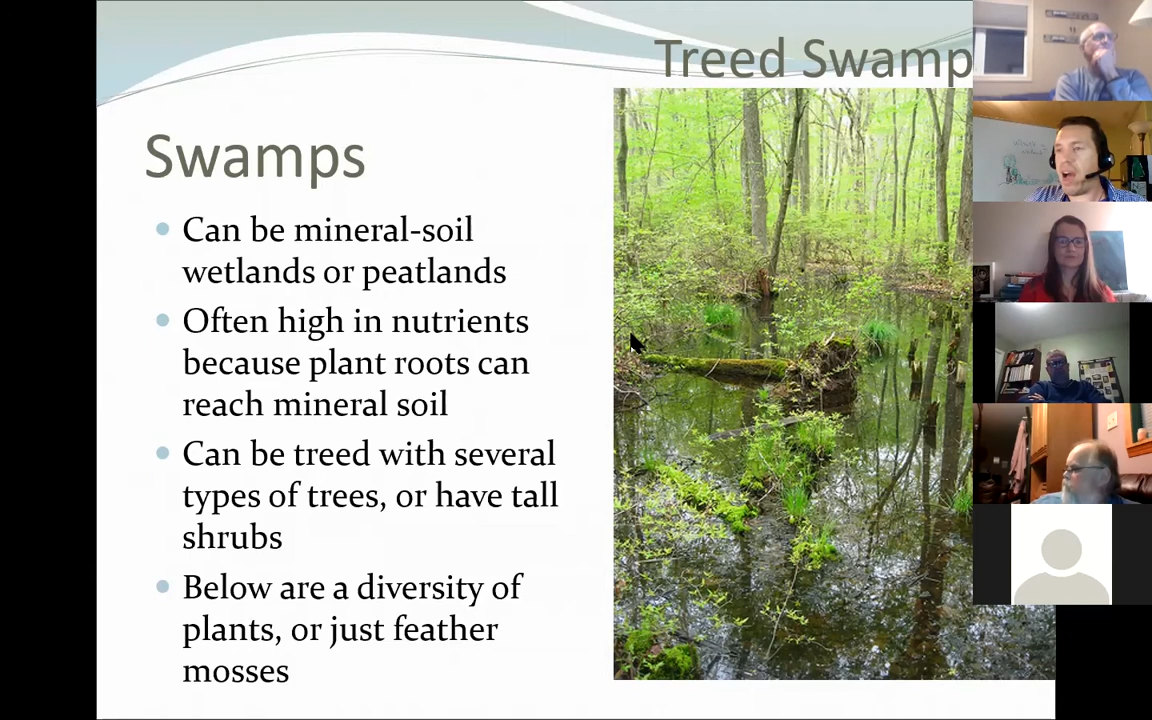 Treed Swamp
Swamps
Can be mineral-soil
wetlands or peatlands
Often high in nutrients
because plant roots can
reach mineral soil
Can be treed with several
types of trees, or have tall
shrubs
Below are a diversity of
plants, or just feather
mosses